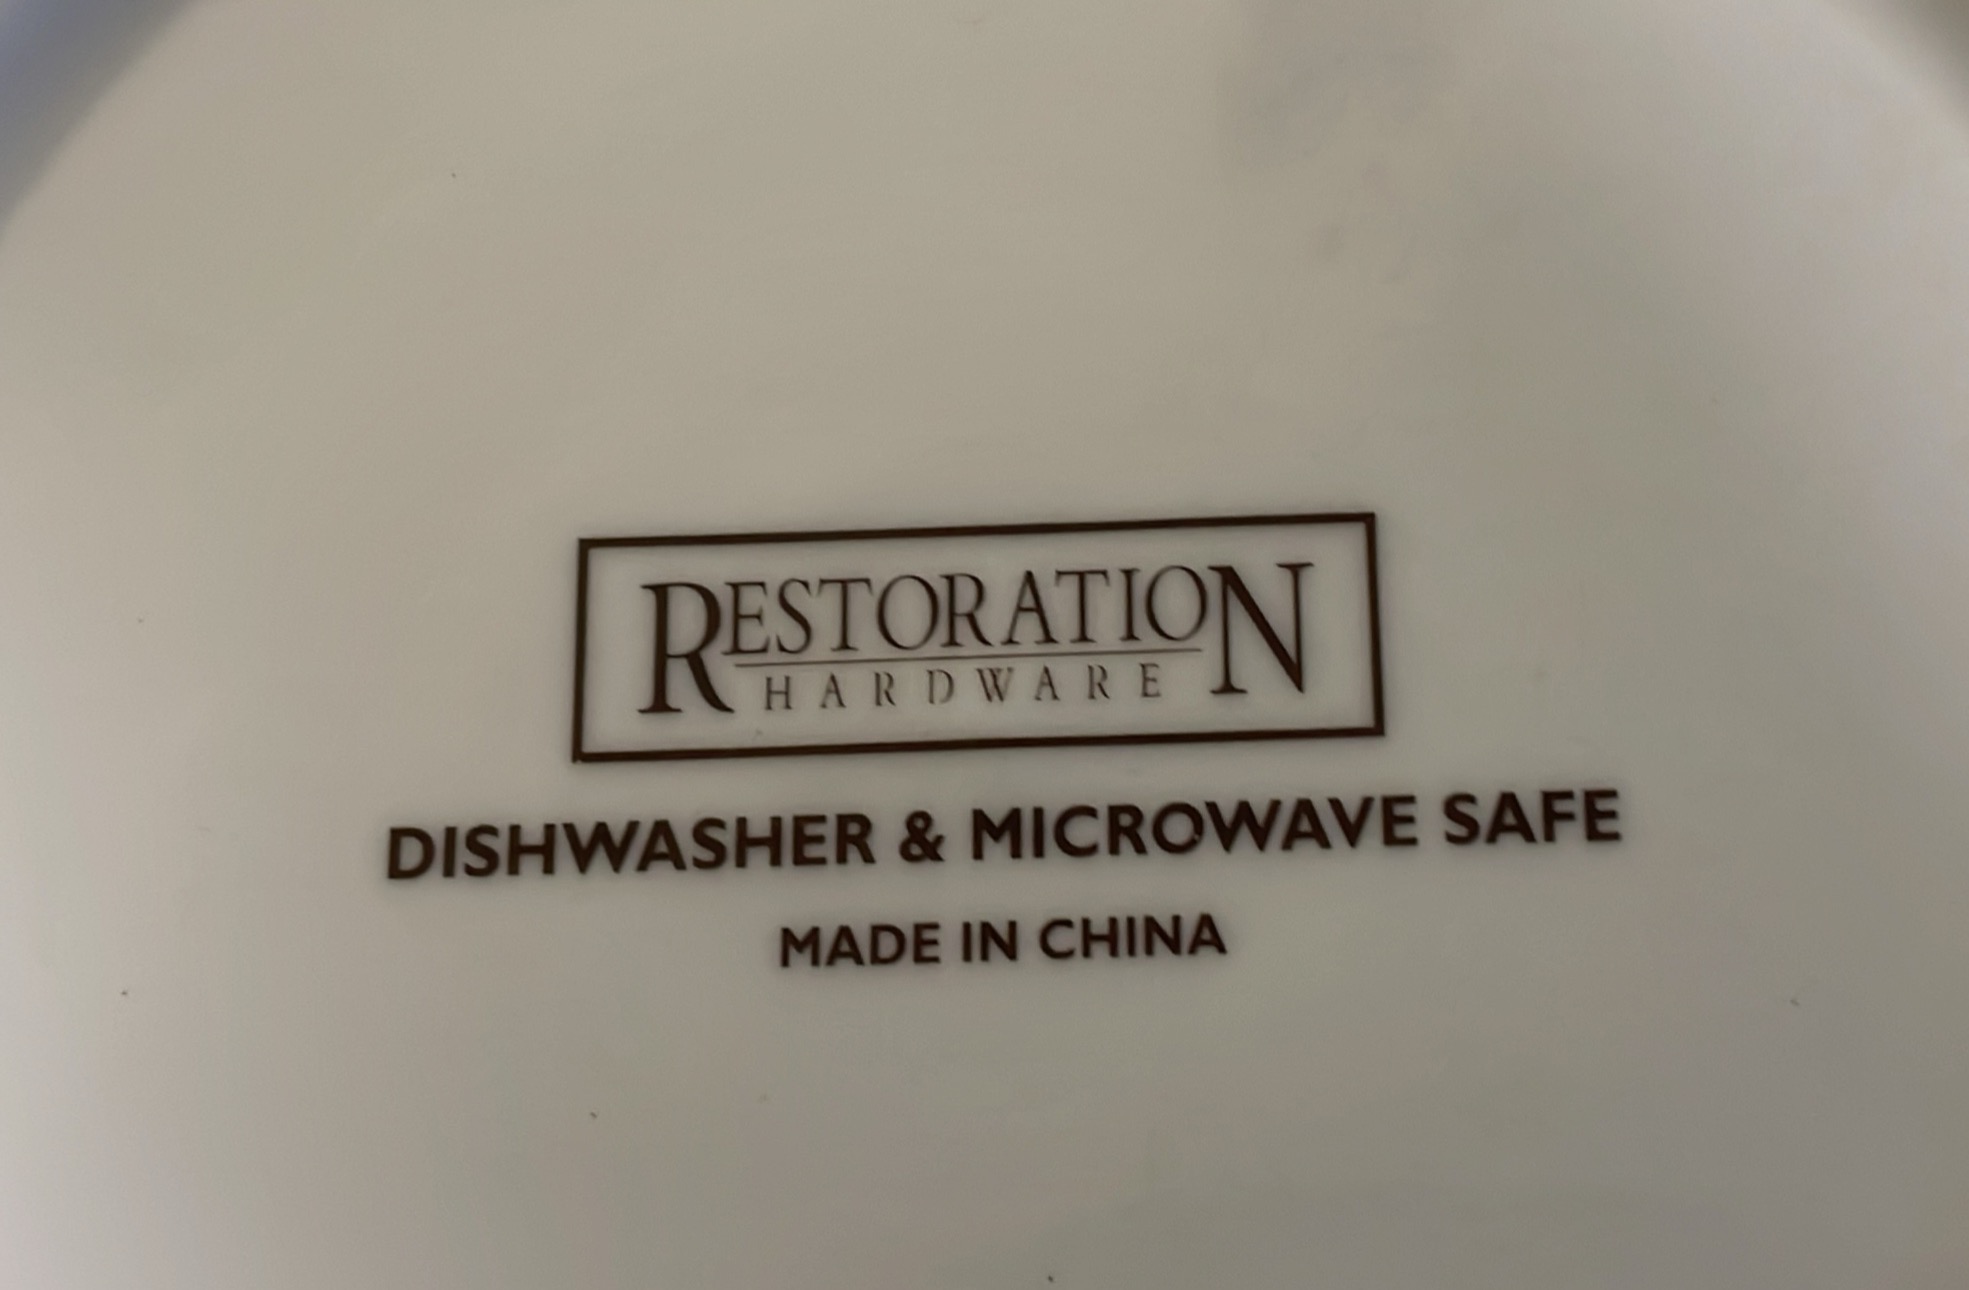 RESTORATION
HARDWARE
DISHWASHER & MICROWAVE SAFE
MADE IN CHINA